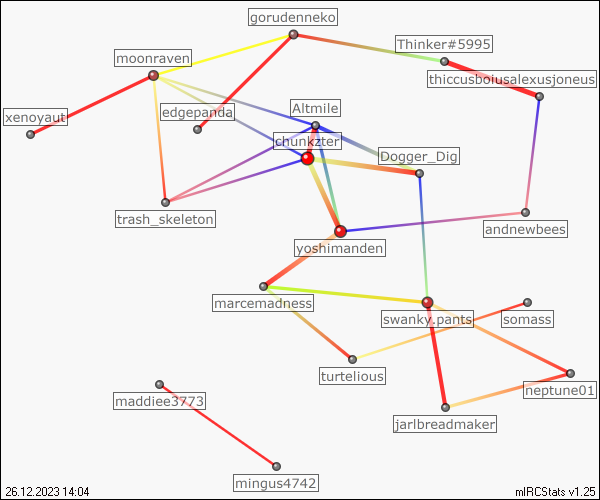 gorudenneko
Thinker#5995
moonraven
thiccusboiusalexusjoneus
xenoyaut
edgepanda
Altmile
chunkzter
Dogger_Dig
trash_skeleton
andnewbees
yoshimanden
marcemadness
swanky.pants
somass
turtelious
neptune01
maddiee3773
jarlbreadmaker
mingus4742
26.12.2023 14:04
mIRCStats v1.25